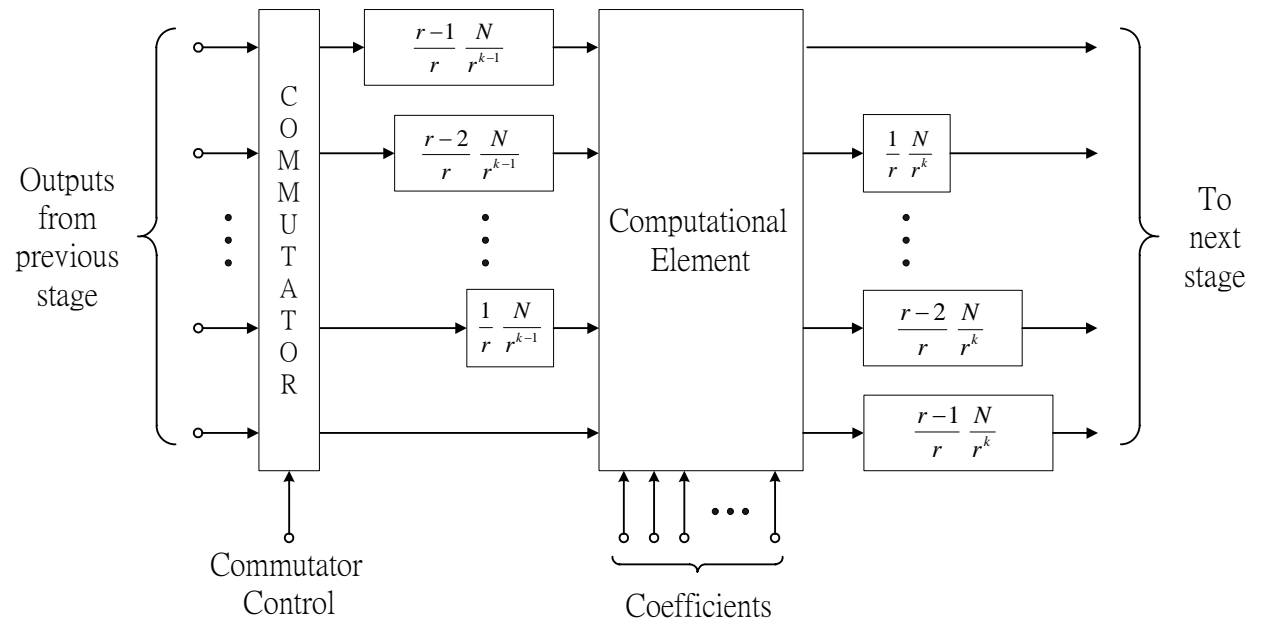 Outputs
from
previous
stage
C
O
M
M
U
T
A
T
O
R
Commutator
Control
r−1/r N/r^{k−1}
r−2/r N/r^{k−1}
1/r N/r^{k−1}
Computational
Element
Coefficients
1/r N/r^k
r−2/r N/r^k
r−1/r N/r^k
To
next
stage